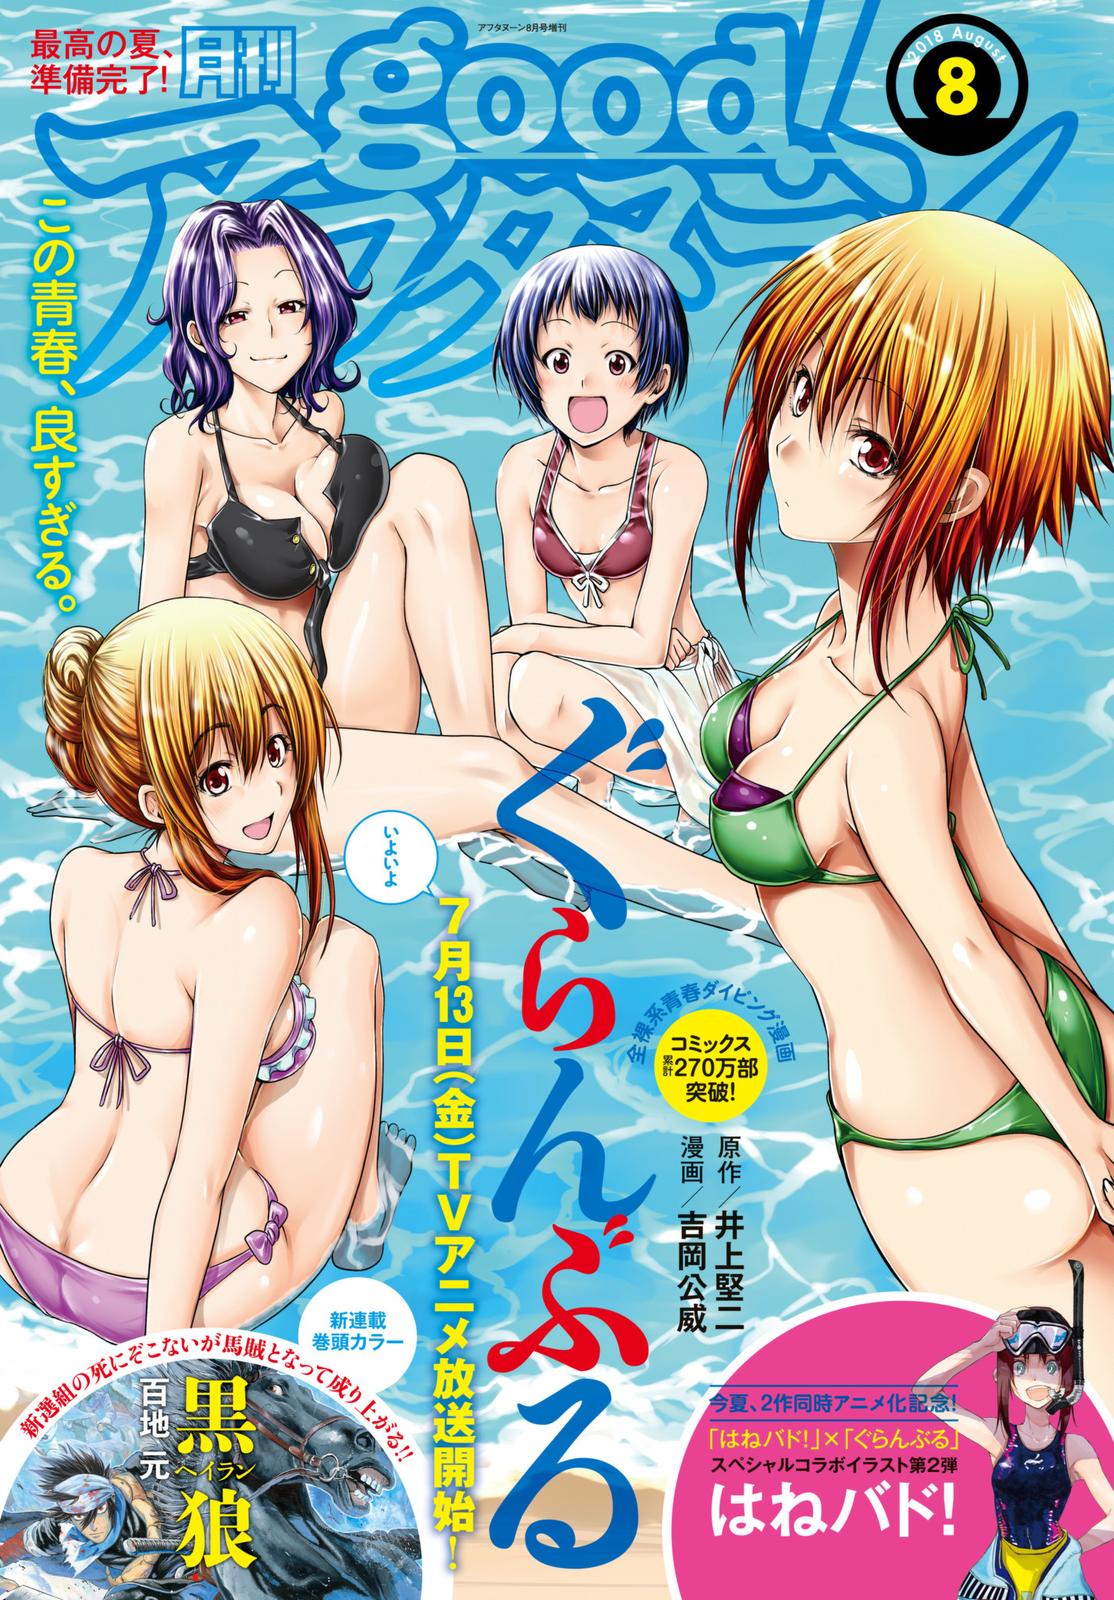 アフタヌーン8月号増刊
最高の夏、
準備完了!
月刊
good!
アフタヌーン
2018 August
8
この青春、良すぎる。
いよいよ
7月13日(金)TVアニメ放送開始!
ぐらんぶる
全裸系青春ダイビング漫画
コミックス
累計270万部
突破!
原作/井上堅二
漫画/吉岡公威
新連載
巻頭カラー
新選組の死にぞこないが馬賊となって成り上がる!!
黒狼
ヘイラン
百地 元
今夏、2作同時アニメ化記念!
「はねバド!」×「ぐらんぶる」
スペシャルコラボイラスト第2弾
はねバド!